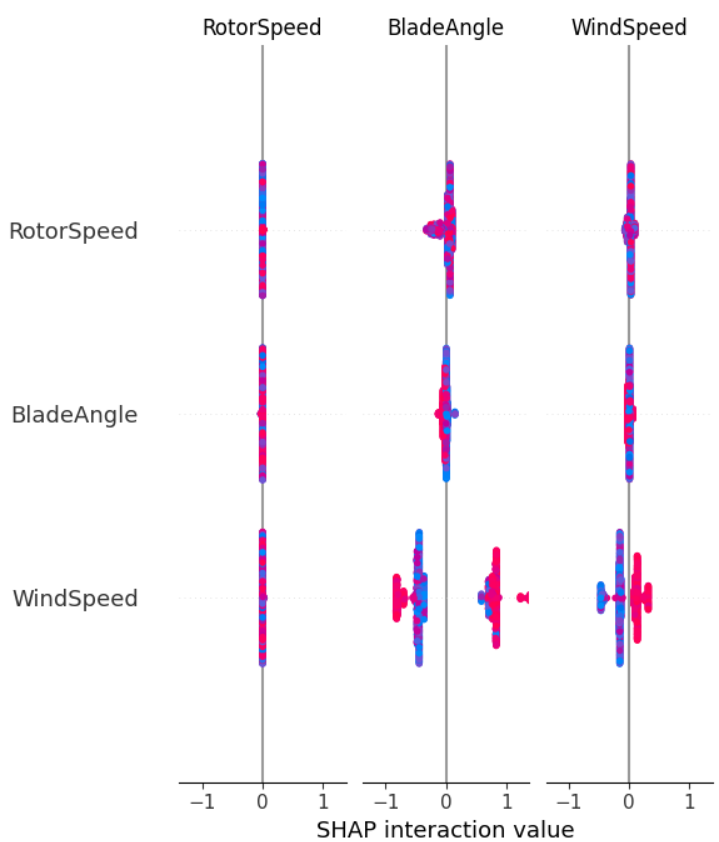 RotorSpeed BladeAngle WindSpeed
RotorSpeed
BladeAngle
WindSpeed
−1 0 1 −1 0 1 −1 0 1
SHAP interaction value